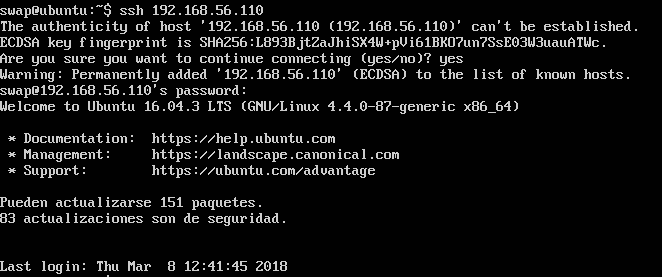 swap@ubuntu:~$ ssh 192.168.56.110
The authenticity of host '192.168.56.110 (192.168.56.110)' can't be established.
ECDSA key fingerprint is SHA256:L893BjtZaJhiSX4W+pVi61BKO7un7SsE03W3uauATWc.
Are you sure you want to continue connecting (yes/no)? yes
Warning: Permanently added '192.168.56.110' (ECDSA) to the list of known hosts.
swap@192.168.56.110's password:
Welcome to Ubuntu 16.04.3 LTS (GNU/Linux 4.4.0-87-generic x86_64)
* Documentation:  https://help.ubuntu.com
* Management:     https://landscape.canonical.com
* Support:        https://ubuntu.com/advantage
Pueden actualizarse 151 paquetes.
83 actualizaciones son de seguridad.
Last login: Thu Mar  8 12:41:45 2018